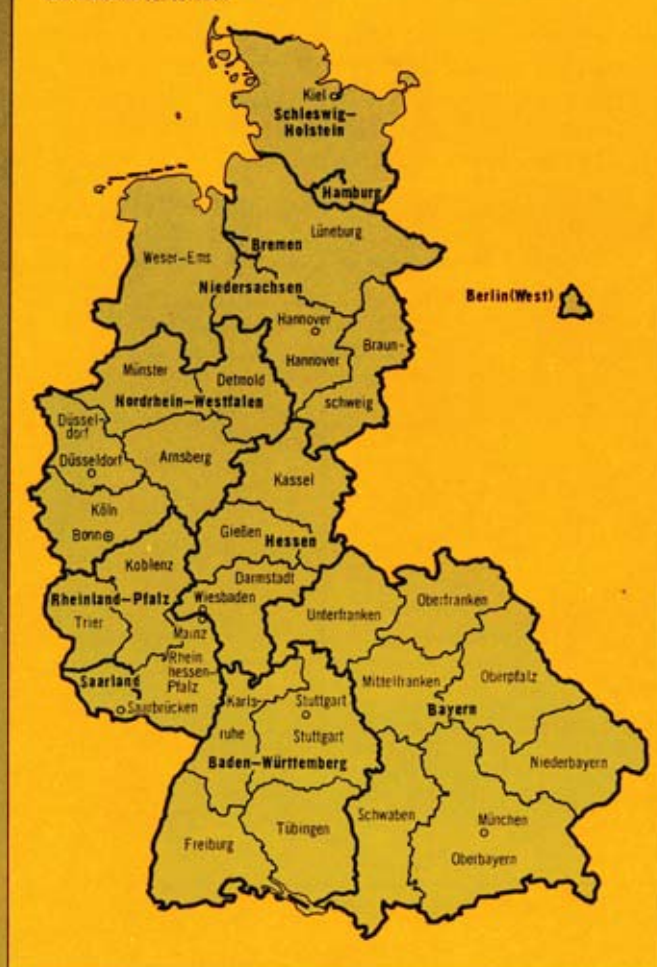 Kiel
Schleswig-
Holstein
Hamburg
Bremen
Lüneburg
Weser-Ems
Niedersachsen
Berlin(West)
Hannover
Braun-
Münster
Hannover
Detmold
Nordrhein-Westfalen
schweig
Düssel-
dorf
Düsseldorf
Arnsberg
Kassel
Köln
Bonn
Gießen
Hessen
Koblenz
Darmstadt
Rheinland-Pfalz
Wiesbaden
Unterfranken
Oberfranken
Trier
Mainz
Rhein
hessen-
Pfalz
Saarland
Saarbrücken
Mittelfranken
Oberpfalz
Bayern
Karls-
ruhe
Stuttgart
Stuttgart
Baden-Württemberg
Niederbayern
Schwaben
München
Freiburg
Tübingen
Oberbayern